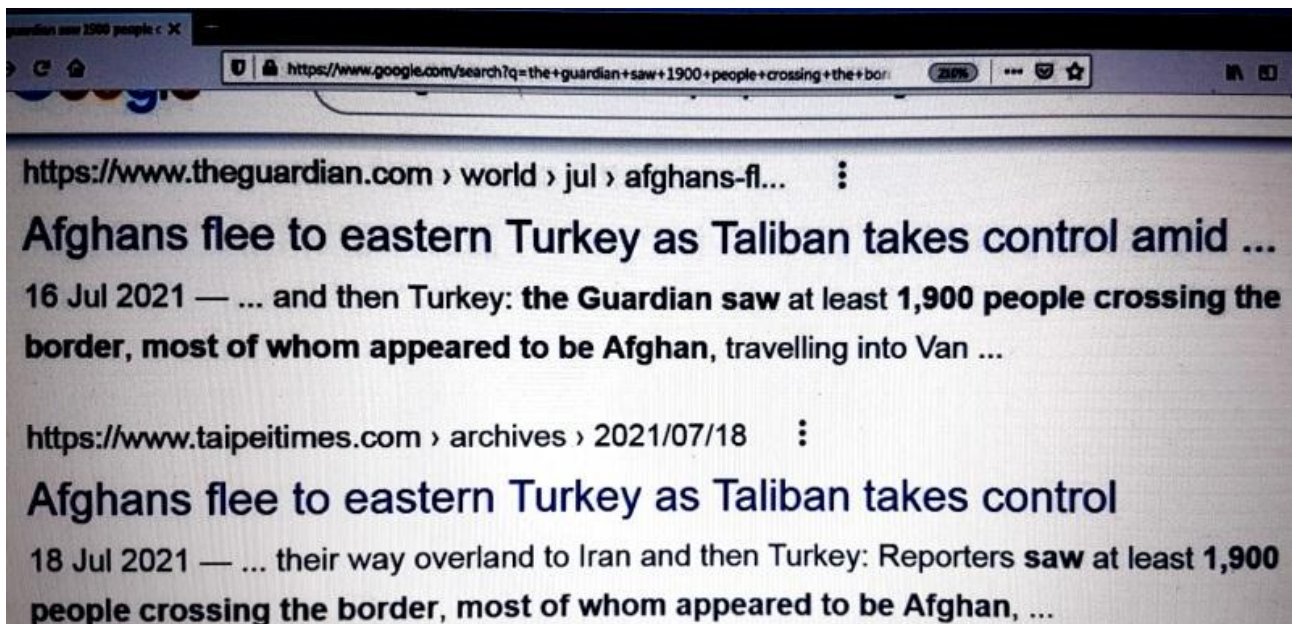 guardian saw 1900 people c
https://www.google.com/search?q=the+guardian+saw+1900+people+crossing+the+bor
210%
https://www.theguardian.com › world › jul › afghans-fl...
Afghans flee to eastern Turkey as Taliban takes control amid ...
16 Jul 2021 — ... and then Turkey: the Guardian saw at least 1,900 people crossing the
border, most of whom appeared to be Afghan, travelling into Van ...
https://www.taipeitimes.com › archives › 2021/07/18
Afghans flee to eastern Turkey as Taliban takes control
18 Jul 2021 — ... their way overland to Iran and then Turkey: Reporters saw at least 1,900
people crossing the border, most of whom appeared to be Afghan, ...